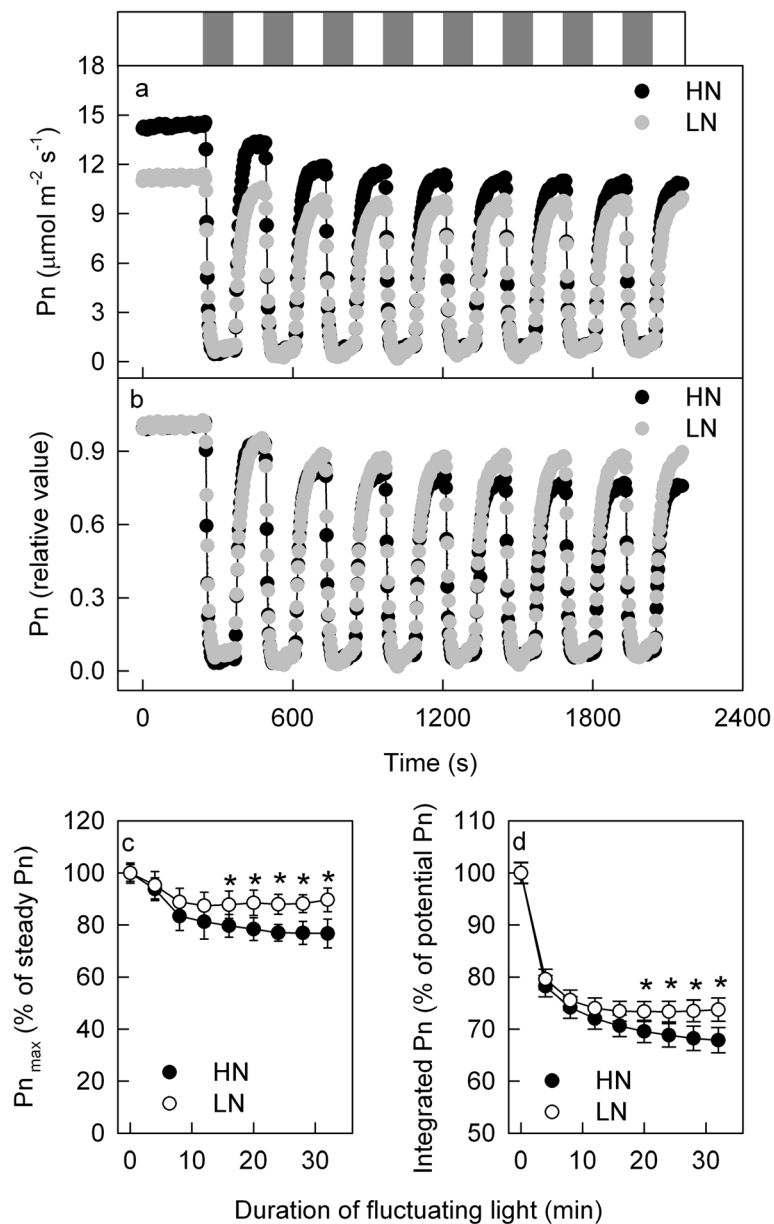 a
HN
LN
18
15
12
9
6
3
0
Pn (μmol m⁻² s⁻¹)
b
HN
LN
0.9
0.6
0.3
0.0
Pn (relative value)
0 600 1200 1800 2400
Time (s)
c
120
100
80
60
40
20
0
Pn max (% of steady Pn)
* * * * *
HN
LN
0 10 20 30
d
110
100
90
80
70
60
50
Integrated Pn (% of potential Pn)
* * * *
HN
LN
0 10 20 30
Duration of fluctuating light (min)